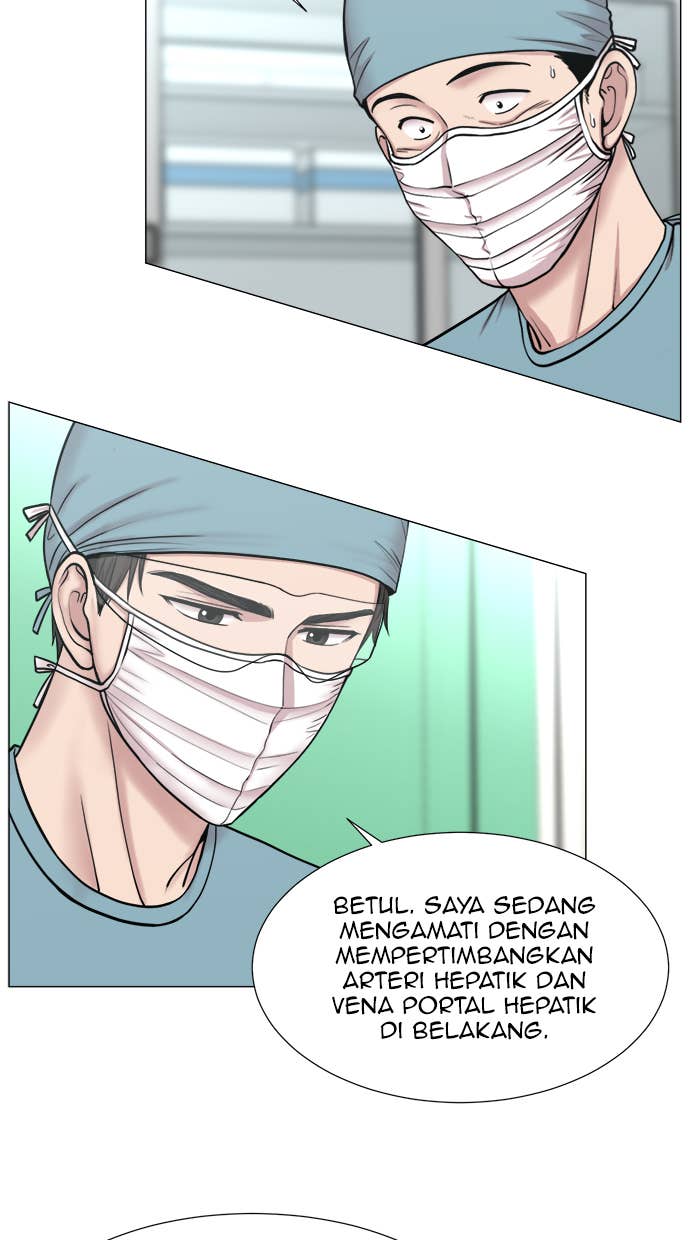 BETUL. SAYA SEDANG
MENGAMATI DENGAN
MEMPERTIMBANGKAN
ARTERI HEPATIK DAN
VENA PORTAL HEPATIK
DI BELAKANG.